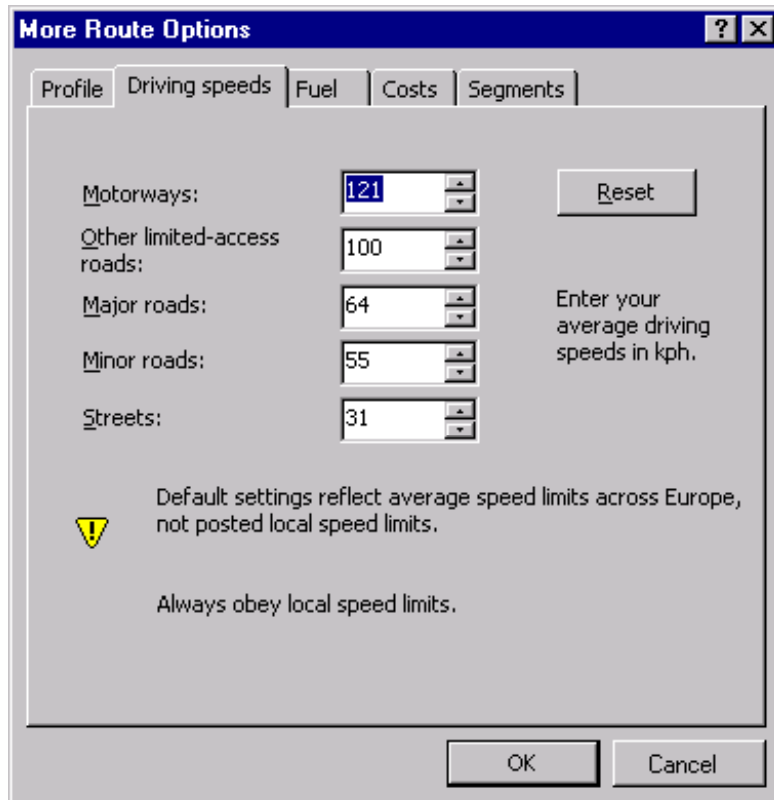 More Route Options
Profile
Driving speeds
Fuel
Costs
Segments
Motorways:
121
Reset
Other limited-access
roads:
100
Major roads:
64
Enter your
average driving
speeds in kph.
Minor roads:
55
Streets:
31
Default settings reflect average speed limits across Europe,
not posted local speed limits.
Always obey local speed limits.
OK
Cancel